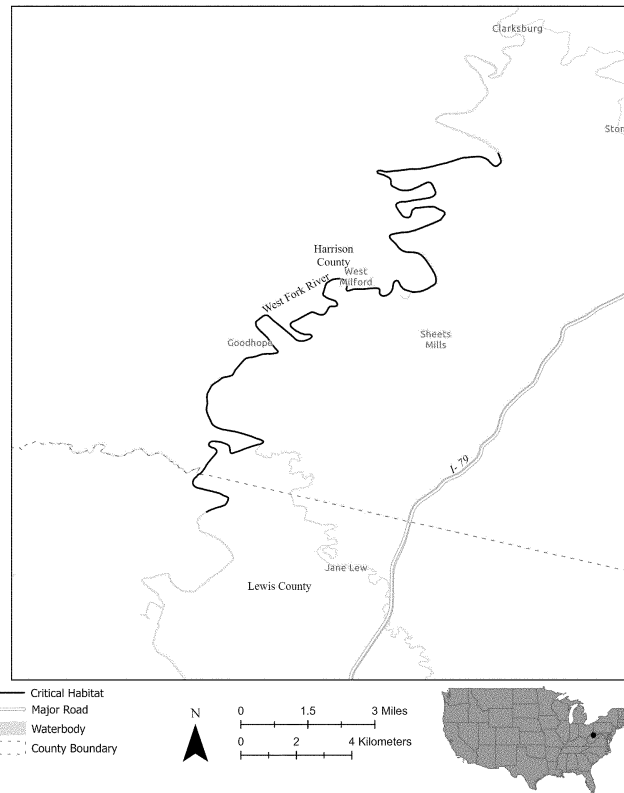 Clarksburg
Ston
Harrison
County
West
Milford
West Fork River
Sheets
Mills
Goodhope
I- 79
Jane Lew
Lewis County
Critical Habitat
Major Road
Waterbody
County Boundary
N
0 1.5 3 Miles
0 2 4 Kilometers